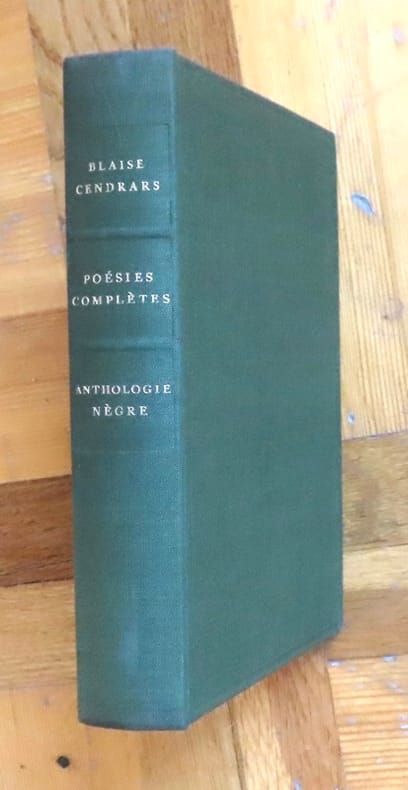 BLAISE
CENDRARS
POÉSIES
COMPLÈTES
ANTHOLOGIE
NÈGRE